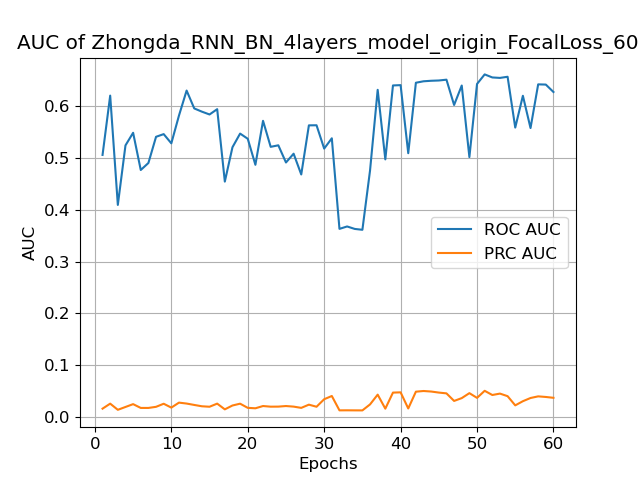 AUC of Zhongda_RNN_BN_4layers_model_origin_FocalLoss_60
0.6
0.5
0.4
0.3
0.2
0.1
0.0
AUC
ROC AUC
PRC AUC
0 10 20 30 40 50 60
Epochs